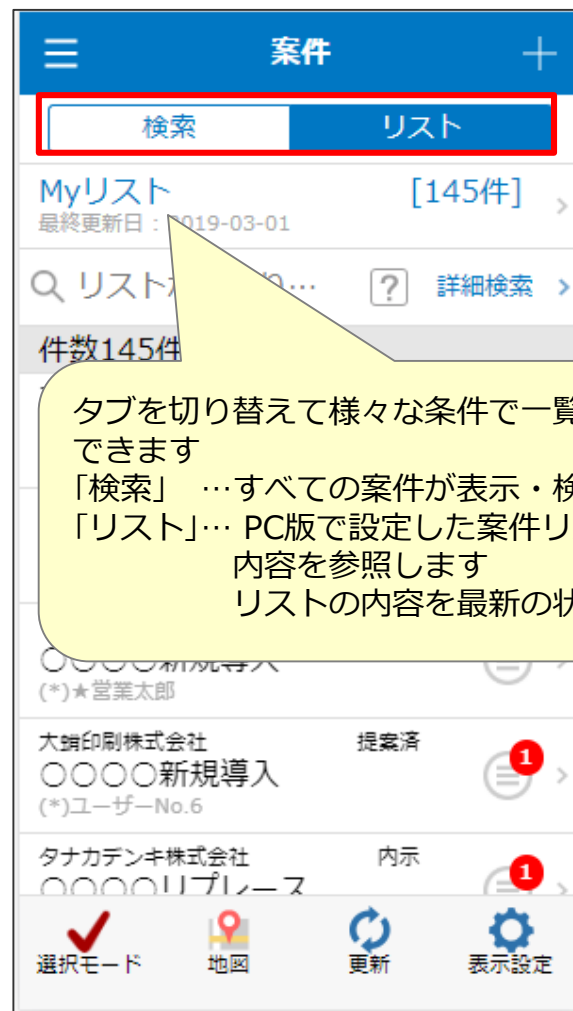 案件
検索 リスト
Myリスト [145件]
最終更新日： 2019-03-01
リスト … ? 詳細検索
件数145件
タブを切り替えて様々な条件で一覧
できます
「検索」 …すべての案件が表示・検
「リスト」… PC版で設定した案件リ
内容を参照します
リストの内容を最新の状
○○○○新規導入
(*)★営業太郎
印刷株式会社 提案済
○○○○新規導入 1
(*)ユーザーNo.6
タナカデンキ株式会社 内示
○○○○リプレース 1
選択モード 地図 更新 表示設定